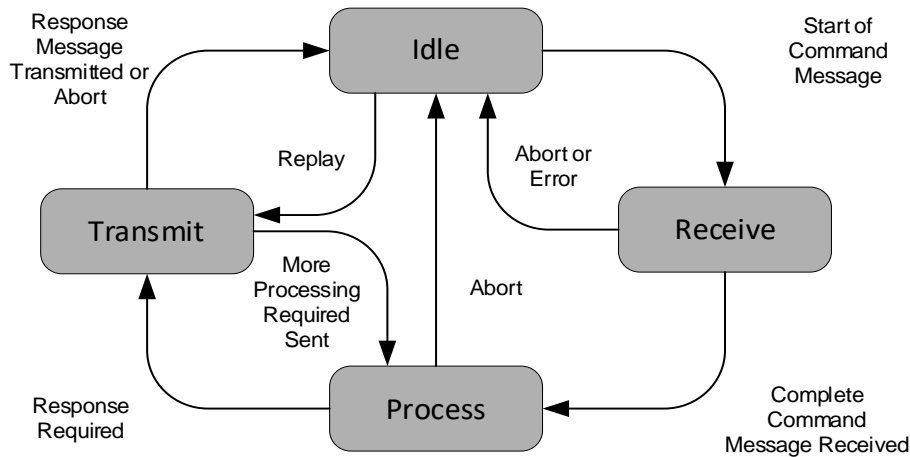 Response
Message
Transmitted or
Abort
Idle
Start of
Command
Message
Replay
Abort or
Error
Transmit
Receive
More
Processing
Required
Sent
Abort
Response
Required
Process
Complete
Command
Message Received